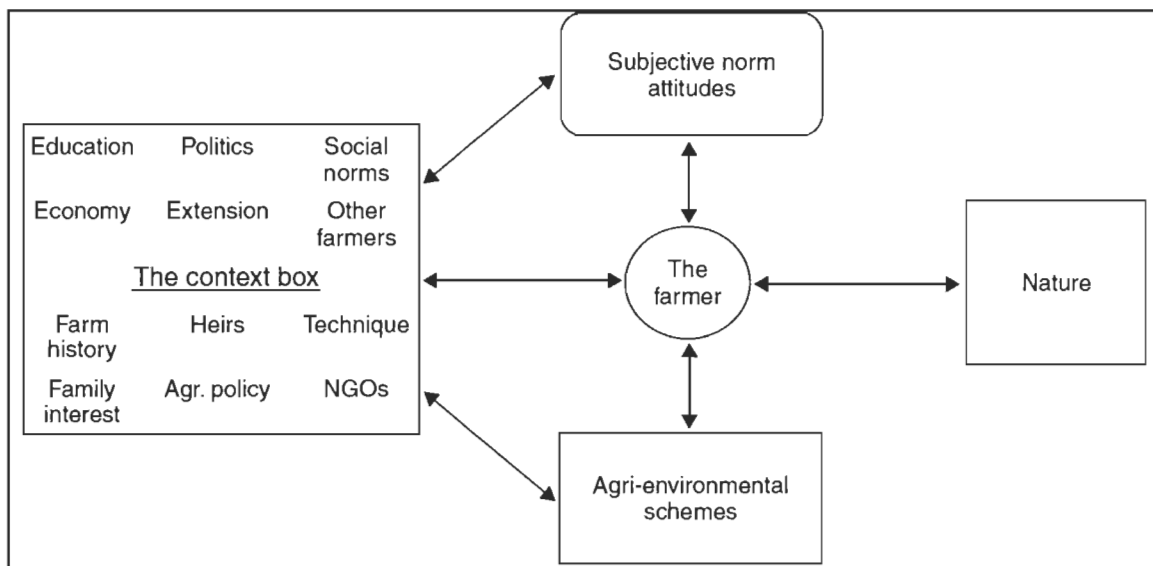 Subjective norm
attitudes
Education Politics Social
norms
Economy Extension Other
farmers
The context box
Farm Heirs Technique
history
Family Agr. policy NGOs
interest
The
farmer
Nature
Agri-environmental
schemes